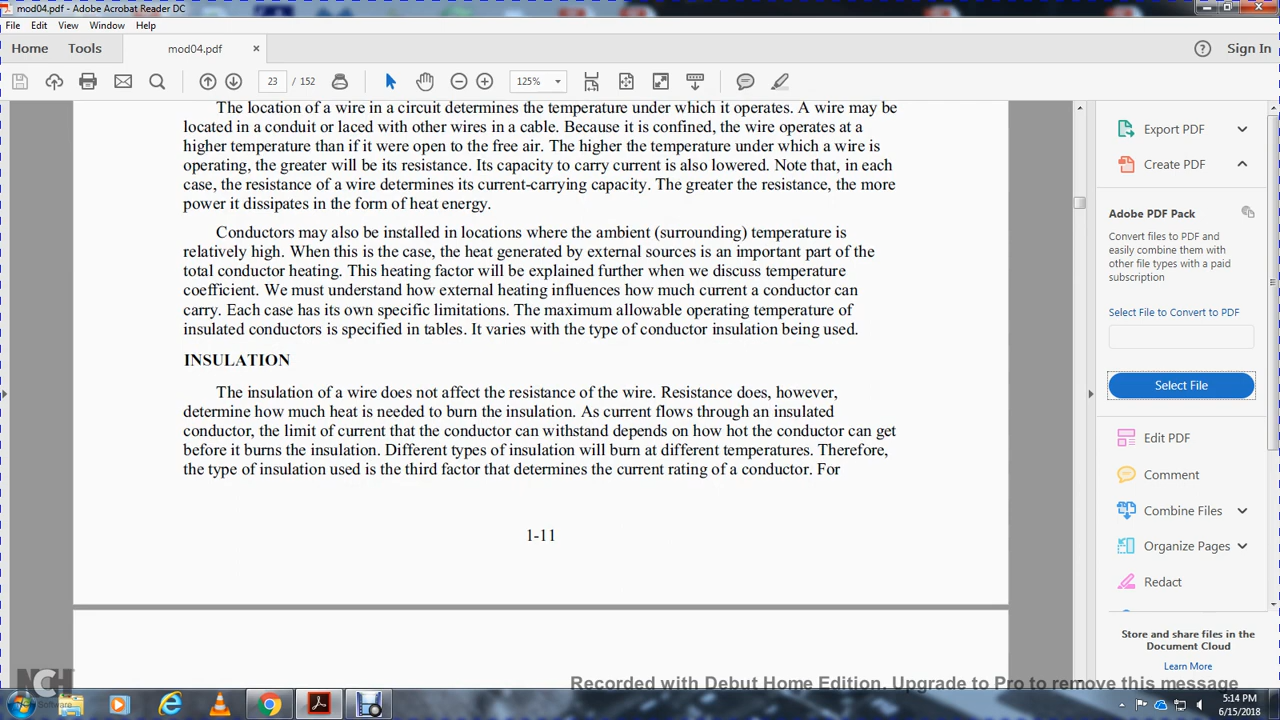 mod04.pdf - Adobe Acrobat Reader DC
File Edit View Window Help
Home Tools mod04.pdf × Sign In
23 / 152 125%
The location of a wire in a circuit determines the temperature under which it operates. A wire may be
located in a conduit or laced with other wires in a cable. Because it is confined, the wire operates at a
higher temperature than if it were open to the free air. The higher the temperature under which a wire is
operating, the greater will be its resistance. Its capacity to carry current is also lowered. Note that, in each
case, the resistance of a wire determines its current-carrying capacity. The greater the resistance, the more
power it dissipates in the form of heat energy.
Conductors may also be installed in locations where the ambient (surrounding) temperature is
relatively high. When this is the case, the heat generated by external sources is an important part of the
total conductor heating. This heating factor will be explained further when we discuss temperature
coefficient. We must understand how external heating influences how much current a conductor can
carry. Each case has its own specific limitations. The maximum allowable operating temperature of
insulated conductors is specified in tables. It varies with the type of conductor insulation being used.
INSULATION
The insulation of a wire does not affect the resistance of the wire. Resistance does, however,
determine how much heat is needed to burn the insulation. As current flows through an insulated
conductor, the limit of current that the conductor can withstand depends on how hot the conductor can get
before it burns the insulation. Different types of insulation will burn at different temperatures. Therefore,
the type of insulation used is the third factor that determines the current rating of a conductor. For
1-11
Export PDF
Create PDF
Adobe PDF Pack
Convert files to PDF and
easily combine them with
other file types with a paid
subscription
Select File to Convert to PDF
Select File
Edit PDF
Comment
Combine Files
Organize Pages
Redact
Store and share files in the
Document Cloud
Learn More
NCH
Software
Recorded with Debut Home Edition. Upgrade to Pro to remove this message
5:14 PM
6/15/2018